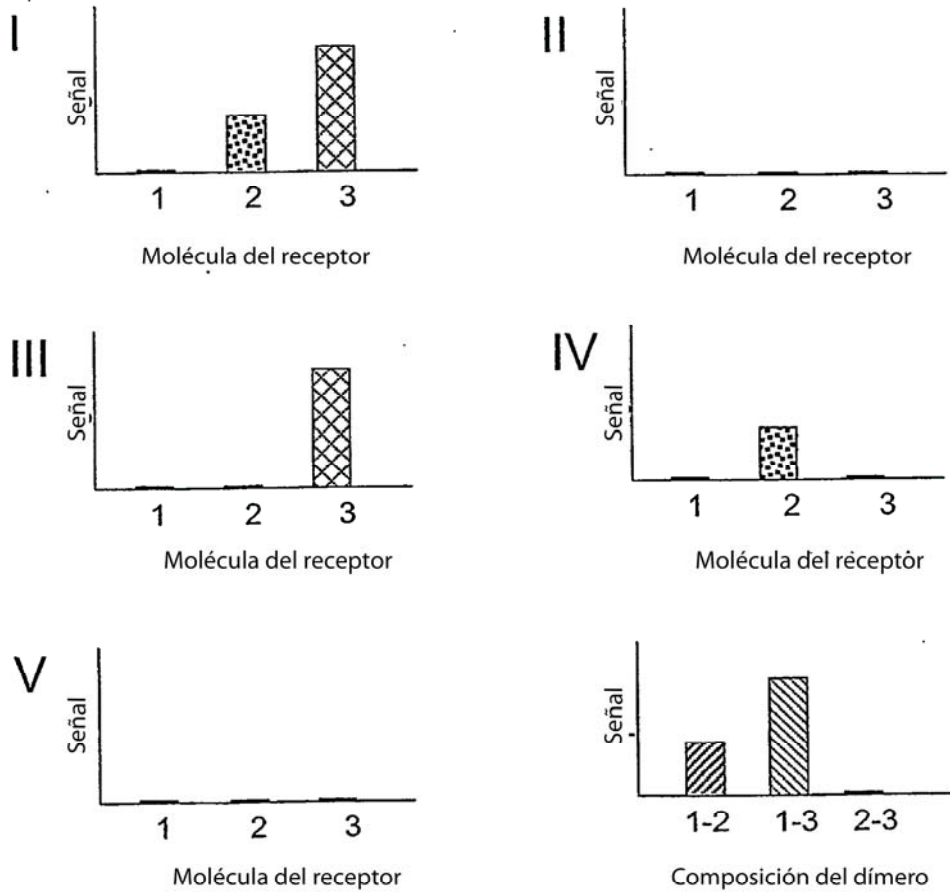 I
Señal
1 2 3
Molécula del receptor
II
Señal
1 2 3
Molécula del receptor
III
Señal
1 2 3
Molécula del receptor
IV
Señal
1 2 3
Molécula del receptor
V
Señal
1 2 3
Molécula del receptor
Señal
1-2 1-3 2-3
Composición del dímero